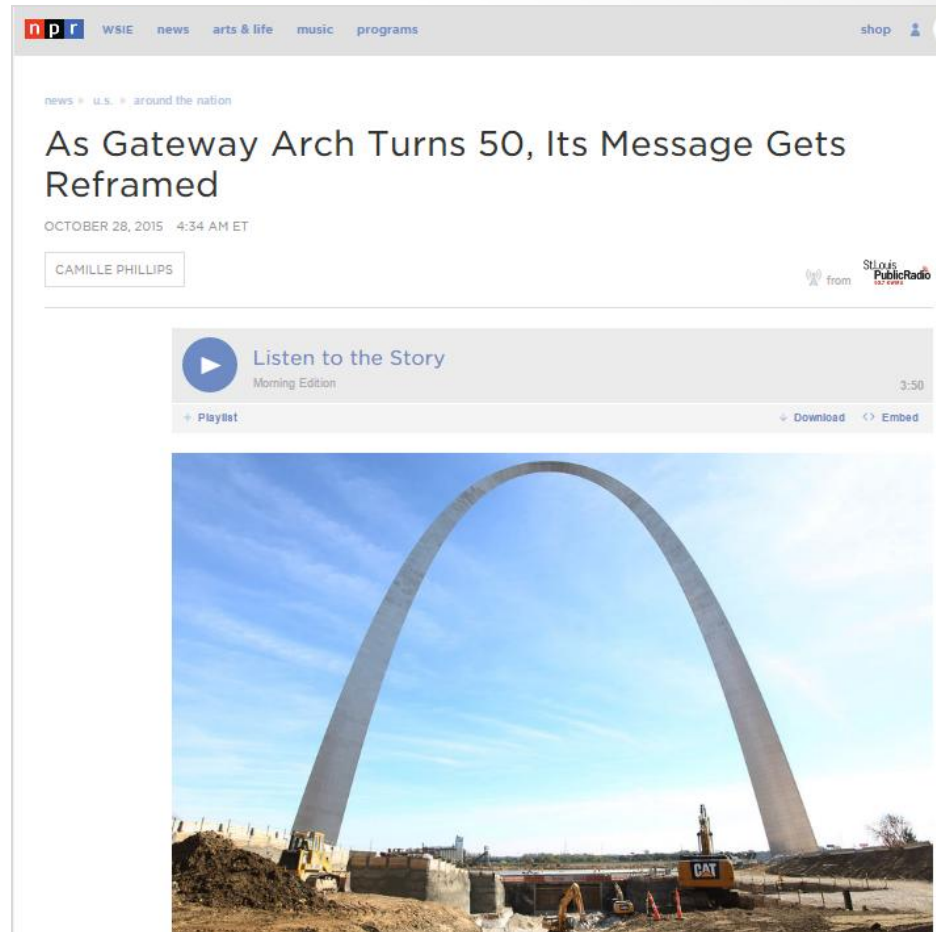 npr WSIE news arts & life music programs shop
news u.s. around the nation
As Gateway Arch Turns 50, Its Message Gets
Reframed
OCTOBER 28, 2015 4:34 AM ET
CAMILLE PHILLIPS
from St.Louis
PublicRadio
Listen to the Story
Morning Edition
3:50
+ Playlist
Download <> Embed
CAT